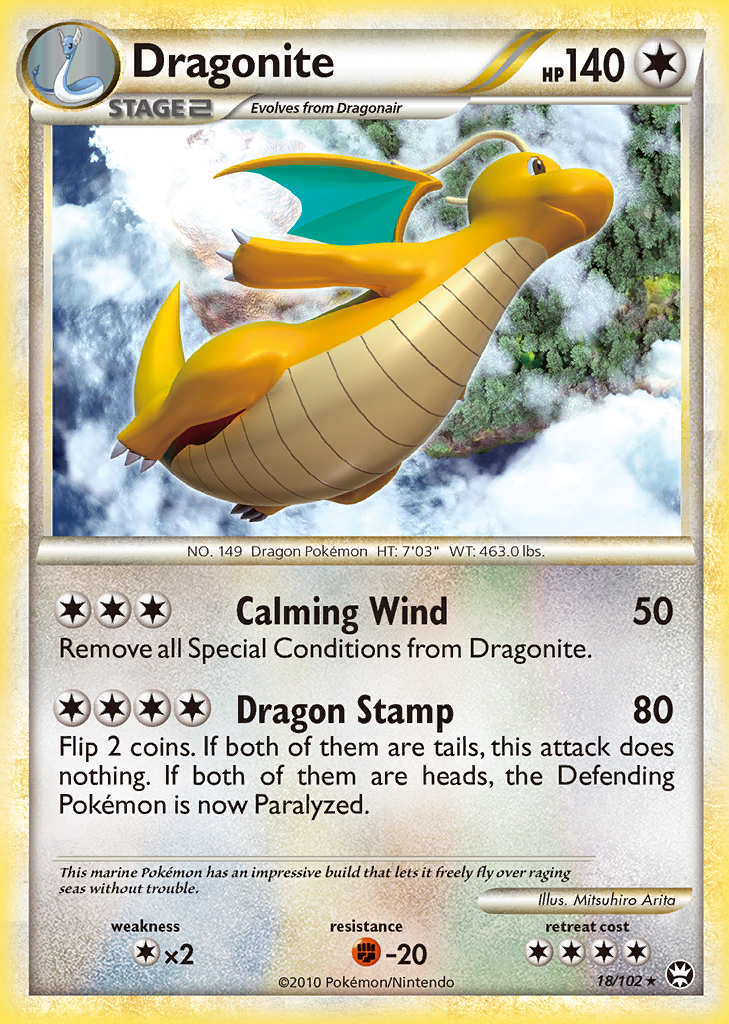 Dragonite
HP140
STAGE 2
Evolves from Dragonair
NO. 149 Dragon Pokémon HT: 7'03" WT: 463.0 lbs.
Calming Wind 50
Remove all Special Conditions from Dragonite.
Dragon Stamp 80
Flip 2 coins. If both of them are tails, this attack does
nothing. If both of them are heads, the Defending
Pokémon is now Paralyzed.
This marine Pokémon has an impressive build that lets it freely fly over raging
seas without trouble.
Illus. Mitsuhiro Arita
weakness resistance retreat cost
×2 -20
©2010 Pokémon/Nintendo 18/102 ★